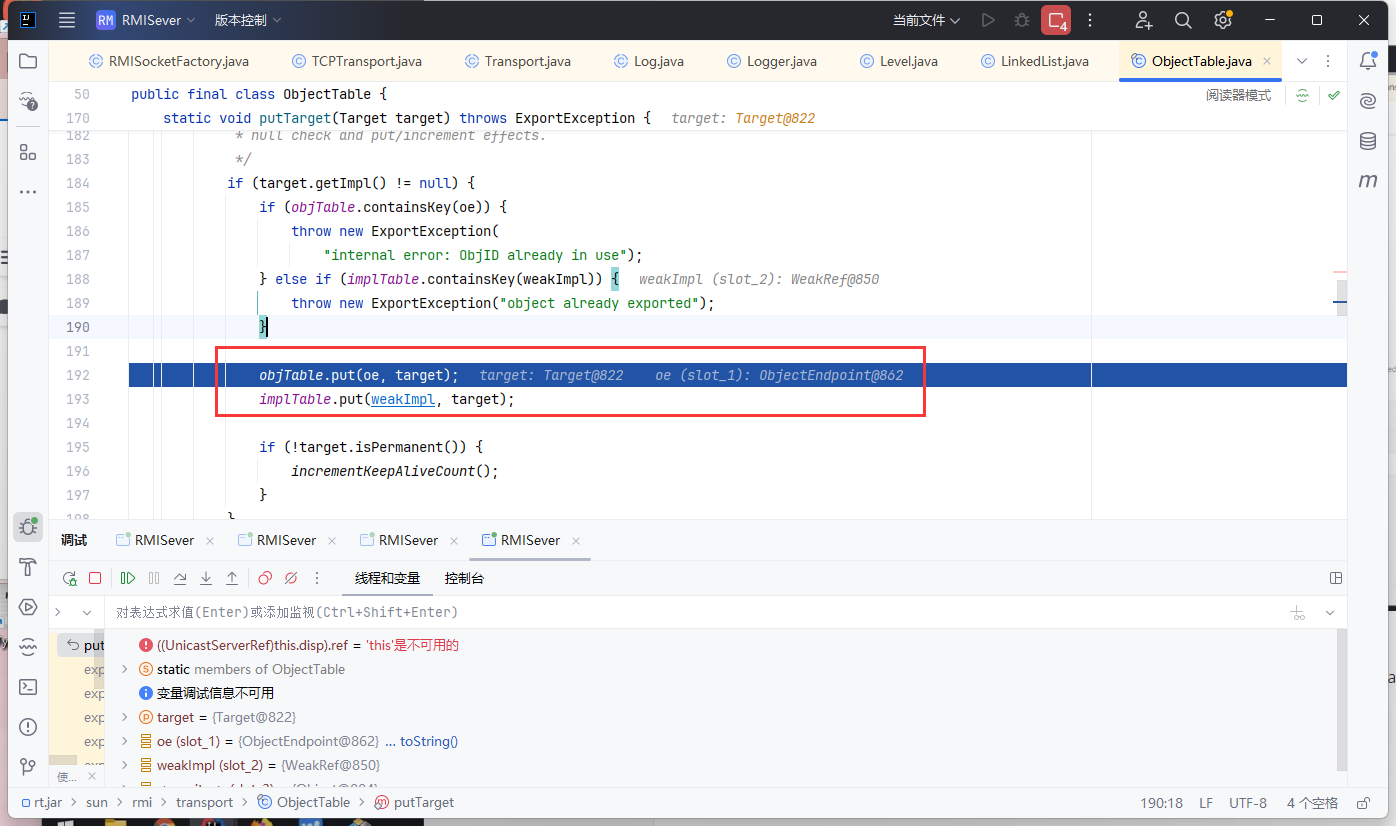 RM RMISever 版本控制 当前文件 4
RMISocketFactory.java TCPTransport.java Transport.java Log.java Logger.java Level.java LinkedList.java ObjectTable.java
50 public final class ObjectTable { 阅读器模式
170 static void putTarget(Target target) throws ExportException { target: Target@822
182 * null check and put/increment effects.
183 */
184 if (target.getImpl() != null) {
185 if (objTable.containsKey(oe)) {
186 throw new ExportException(
187 "internal error: ObjID already in use");
188 } else if (implTable.containsKey(weakImpl)) { weakImpl (slot_2): WeakRef@850
189 throw new ExportException("object already exported");
190 }
191
192 objTable.put(oe, target); target: Target@822 oe (slot_1): ObjectEndpoint@862
193 implTable.put(weakImpl, target);
194
195 if (!target.isPermanent()) {
196 incrementKeepAliveCount();
197 }
198 }
调试 RMISever RMISever RMISever RMISever
线程和变量 控制台
对表达式求值(Enter)或添加监视(Ctrl+Shift+Enter)
put ((UnicastServerRef)this.disp).ref = 'this'是不可用的
exp static members of ObjectTable
exp 变量调试信息不可用
exp target = {Target@822}
exp oe (slot_1) = {ObjectEndpoint@862} ... toString()
weakImpl (slot_2) = {WeakRef@850}
使...
rt.jar > sun > rmi > transport > ObjectTable > putTarget 190:18 LF UTF-8 4 个空格